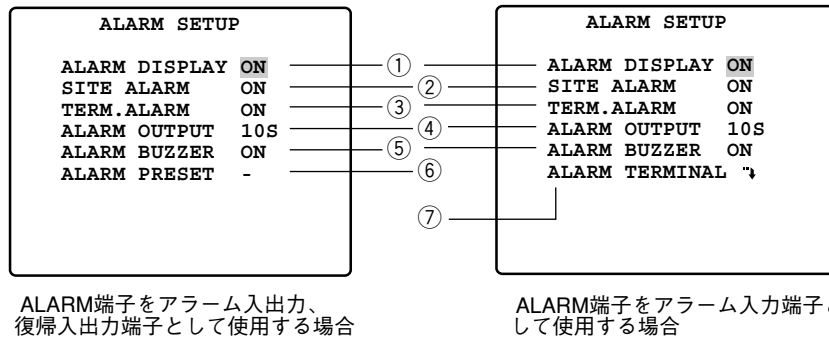 ALARM SETUP
ALARM DISPLAY ON
SITE ALARM ON
TERM.ALARM ON
ALARM OUTPUT 10S
ALARM BUZZER ON
ALARM PRESET -
①
②
③
④
⑤
⑥
⑦
ALARM SETUP
ALARM DISPLAY ON
SITE ALARM ON
TERM.ALARM ON
ALARM OUTPUT 10S
ALARM BUZZER ON
ALARM TERMINAL
ALARM端子をアラーム入出力、
復帰入出力端子として使用する場合
ALARM端子をアラーム入力端子と
して使用する場合